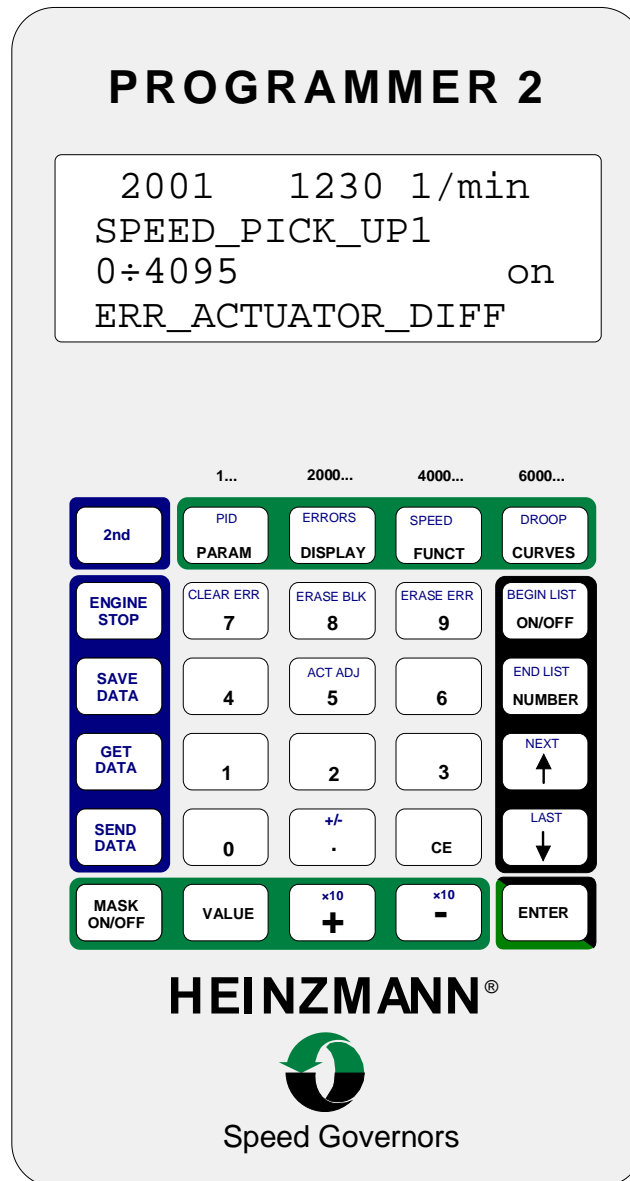 PROGRAMMER 2
2001 1230 1/min
SPEED_PICK_UP1
0÷4095 on
ERR_ACTUATOR_DIFF
1... 2000... 4000... 6000...
2nd
PID
PARAM
ERRORS
DISPLAY
SPEED
FUNCT
DROOP
CURVES
ENGINE
STOP
CLEAR ERR
7
ERASE BLK
8
ERASE ERR
9
BEGIN LIST
ON/OFF
SAVE
DATA
4
ACT ADJ
5
6
END LIST
NUMBER
GET
DATA
1
2
3
NEXT
↑
SEND
DATA
0
+/-
.
CE
LAST
↓
MASK
ON/OFF
VALUE
×10
+
×10
-
ENTER
HEINZMANN®
Speed Governors